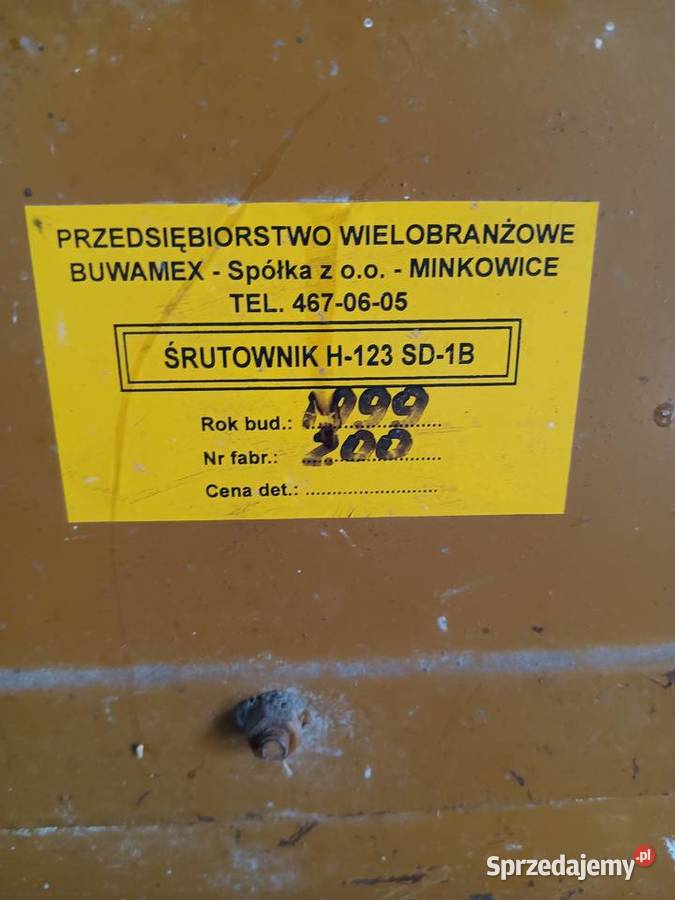 PRZEDSIĘBIORSTWO WIELOBRANŻOWE
BUWAMEX - Spółka z o.o. - MINKOWICE
TEL. 467-06-05
ŚRUTOWNIK H-123 SD-1B
Rok bud.: 1999
Nr fabr.: 300
Cena det.: ..........................
Sprzedajemy.pl